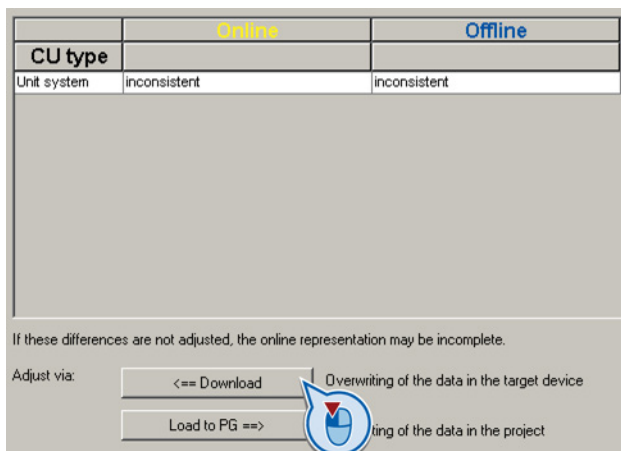 Online Offline
CU type
Unit system inconsistent inconsistent
If these differences are not adjusted, the online representation may be incomplete.
Adjust via: <== Download Overwriting of the data in the target device
Load to PG ==> ting of the data in the project